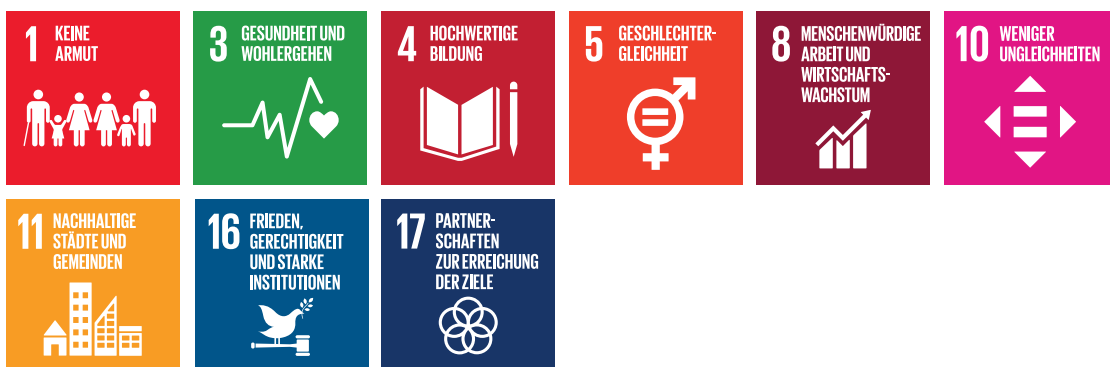 1 KEINE
ARMUT
3 GESUNDHEIT UND
WOHLERGEHEN
4 HOCHWERTIGE
BILDUNG
5 GESCHLECHTER-
GLEICHHEIT
8 MENSCHENWÜRDIGE
ARBEIT UND
WIRTSCHAFTS-
WACHSTUM
10 WENIGER
UNGLEICHHEITEN
11 NACHHALTIGE
STÄDTE UND
GEMEINDEN
16 FRIEDEN,
GERECHTIGKEIT
UND STARKE
INSTITUTIONEN
17 PARTNER-
SCHAFTEN
ZUR ERREICHUNG
DER ZIELE